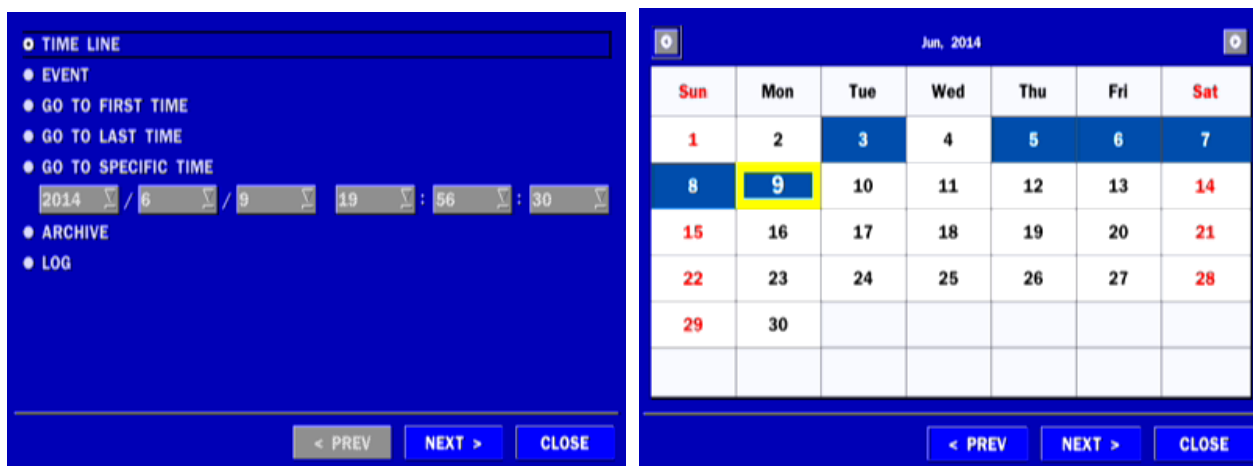 TIME LINE
EVENT
GO TO FIRST TIME
GO TO LAST TIME
GO TO SPECIFIC TIME
2014 / 6 / 9 19 : 56 : 30
ARCHIVE
LOG
< PREV NEXT > CLOSE
Jun, 2014
Sun Mon Tue Wed Thu Fri Sat
1 2 3 4 5 6 7
8 9 10 11 12 13 14
15 16 17 18 19 20 21
22 23 24 25 26 27 28
29 30
< PREV NEXT > CLOSE